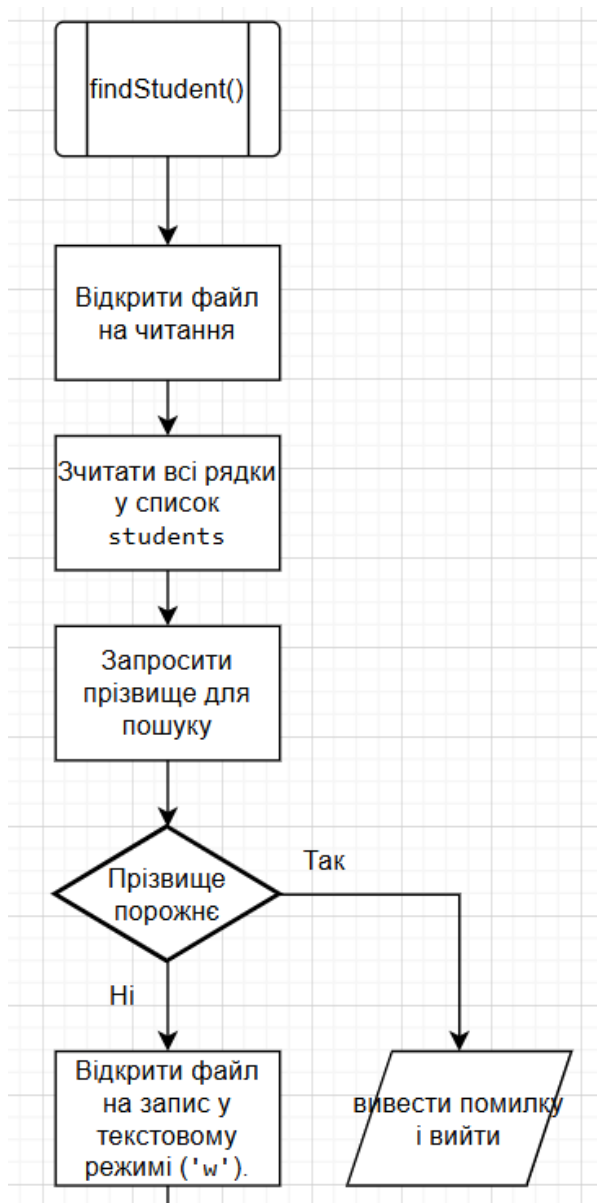 findStudent()
Відкрити файл
на читання
Зчитати всі рядки
у список
students
Запросити
прізвище для
пошуку
Прізвище
порожнє
Так
Ні
Відкрити файл
на запис у
текстовому
режимі ('w').
вивести помилку
і вийти